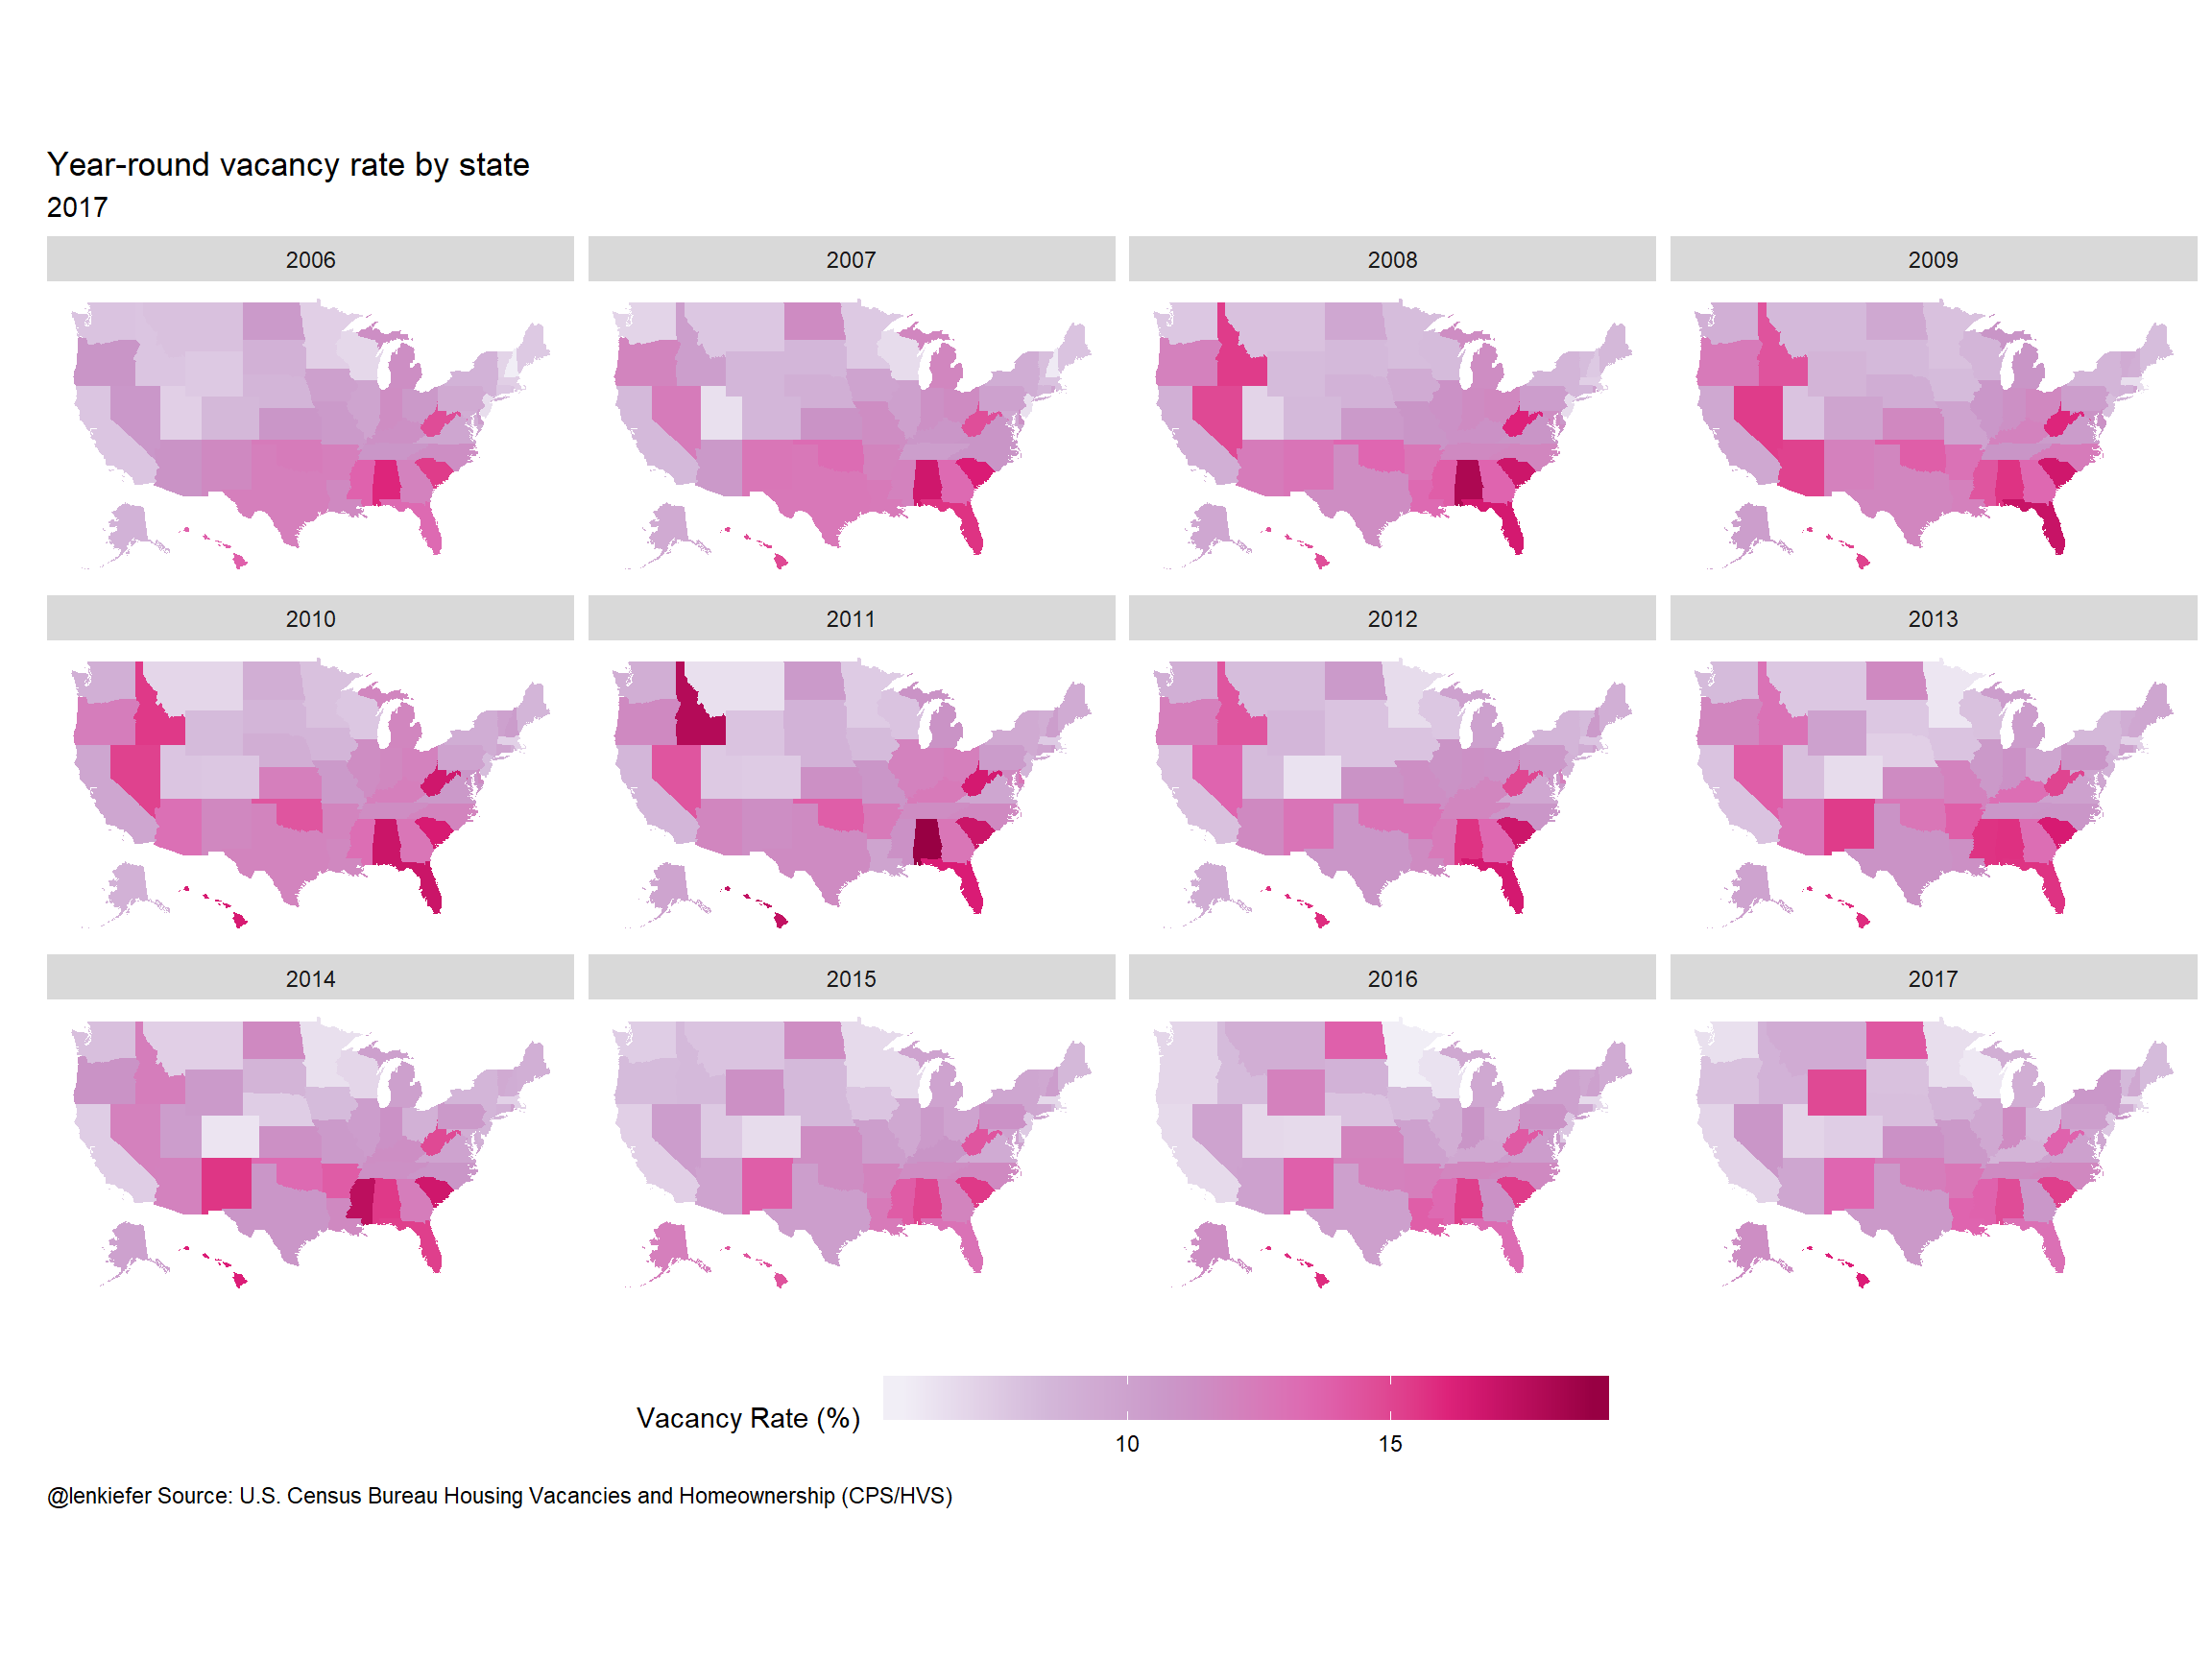 Year-round vacancy rate by state
2017
2006 2007 2008 2009
2010 2011 2012 2013
2014 2015 2016 2017
Vacancy Rate (%)
10 15
@lenkiefer Source: U.S. Census Bureau Housing Vacancies and Homeownership (CPS/HVS)